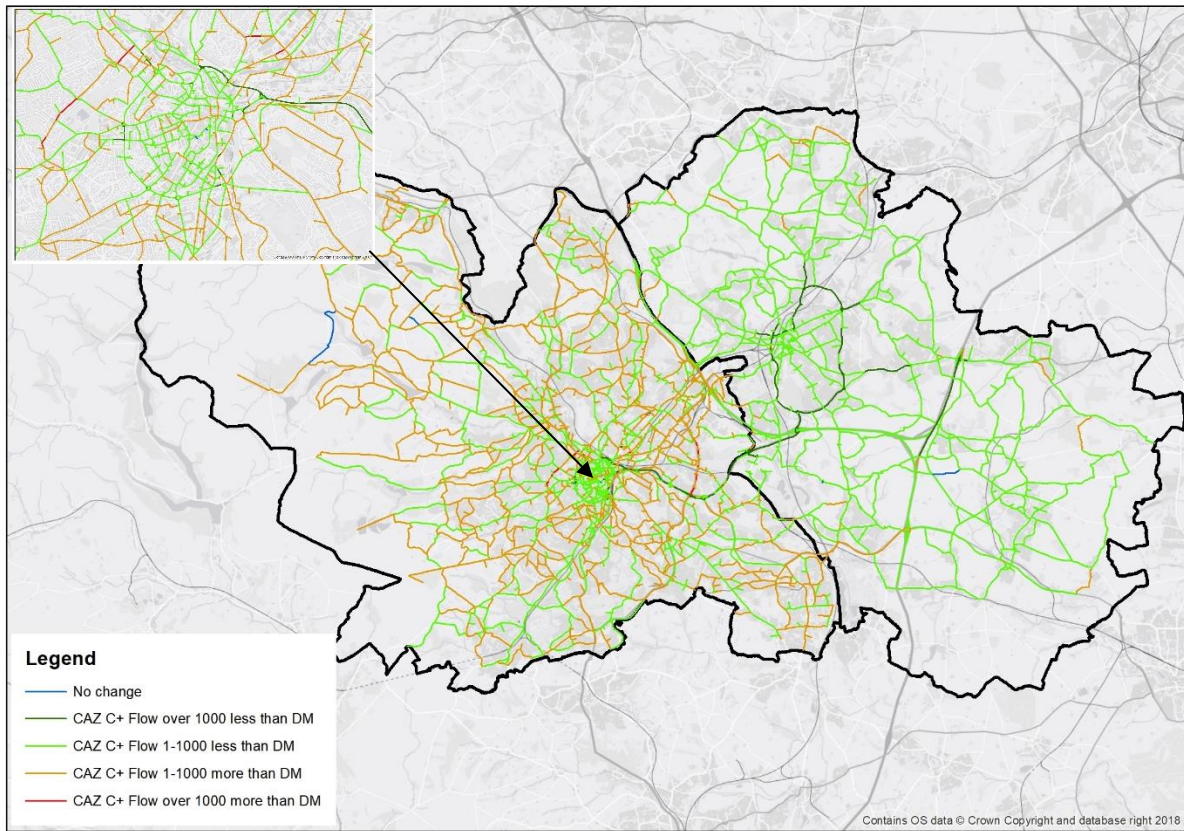 Legend
No change
CAZ C+ Flow over 1000 less than DM
CAZ C+ Flow 1-1000 less than DM
CAZ C+ Flow 1-1000 more than DM
CAZ C+ Flow over 1000 more than DM
Contains OS data © Crown Copyright and database right 2018